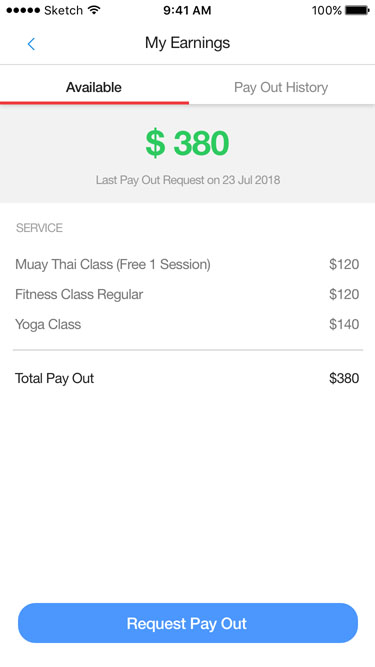 Sketch 9:41 AM 100%
My Earnings
Available Pay Out History
$ 380
Last Pay Out Request on 23 Jul 2018
SERVICE
Muay Thai Class (Free 1 Session) $120
Fitness Class Regular $120
Yoga Class $140
Total Pay Out $380
Request Pay Out